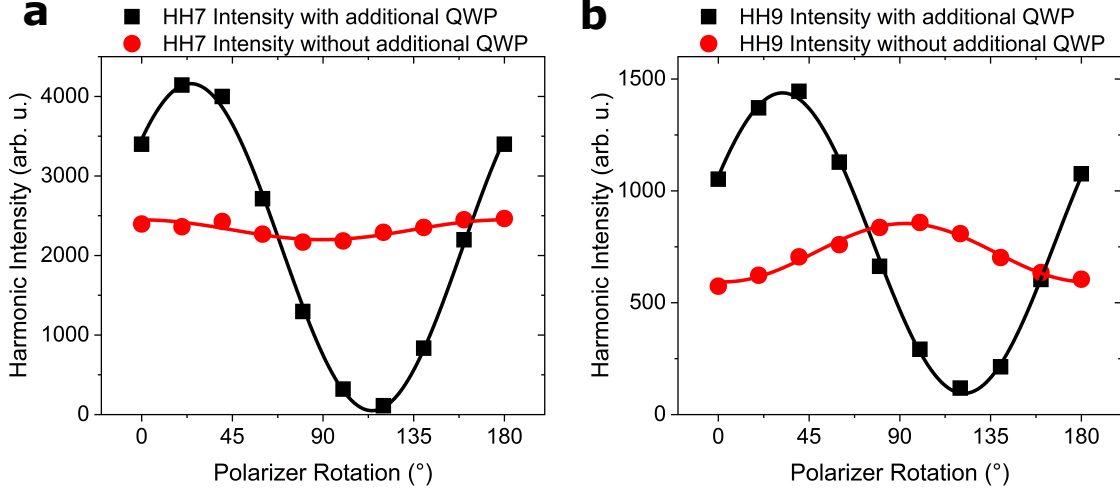 a
HH7 Intensity with additional QWP
HH7 Intensity without additional QWP
Harmonic Intensity (arb. u.)
4000
3000
2000
1000
0
0 45 90 135 180
Polarizer Rotation (°)
b
HH9 Intensity with additional QWP
HH9 Intensity without additional QWP
Harmonic Intensity (arb. u.)
1500
1000
500
0
0 45 90 135 180
Polarizer Rotation (°)